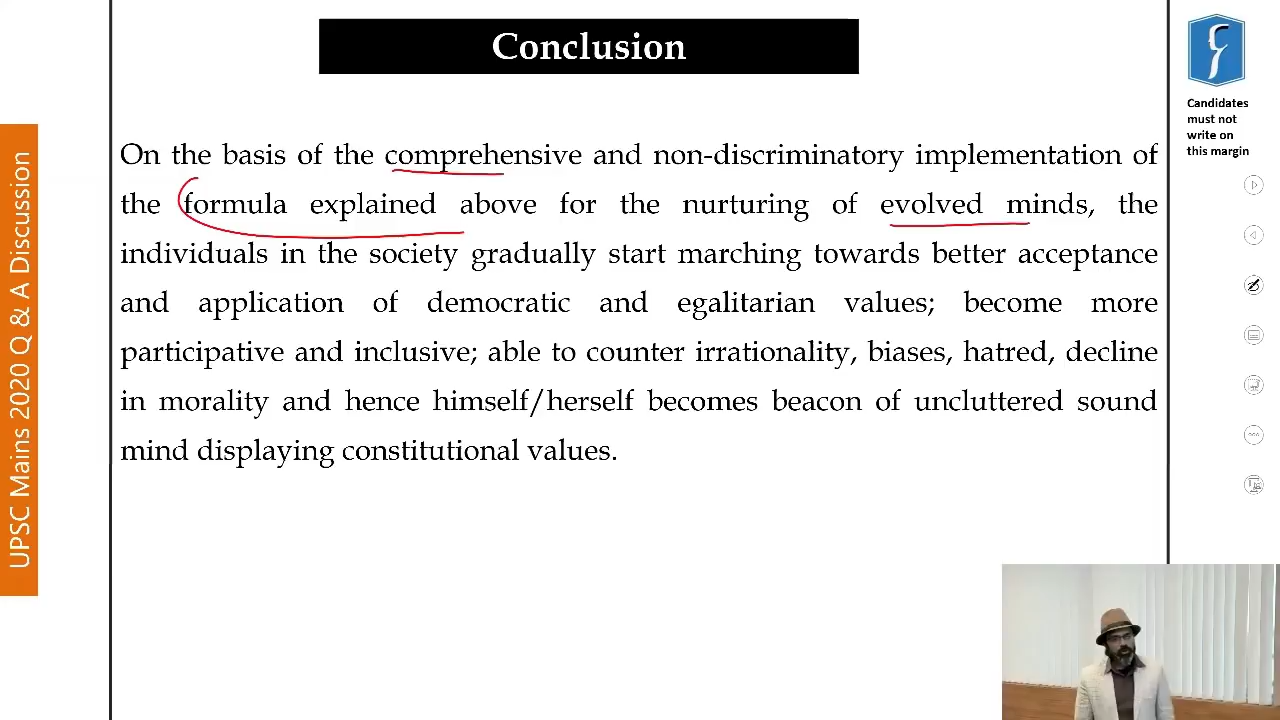 Conclusion
Candidates
must not
write on
this margin
On the basis of the comprehensive and non-discriminatory implementation of
the formula explained above for the nurturing of evolved minds, the
individuals in the society gradually start marching towards better acceptance
and application of democratic and egalitarian values; become more
participative and inclusive; able to counter irrationality, biases, hatred, decline
in morality and hence himself/herself becomes beacon of uncluttered sound
mind displaying constitutional values.
UPSC Mains 2020 Q & A Discussion